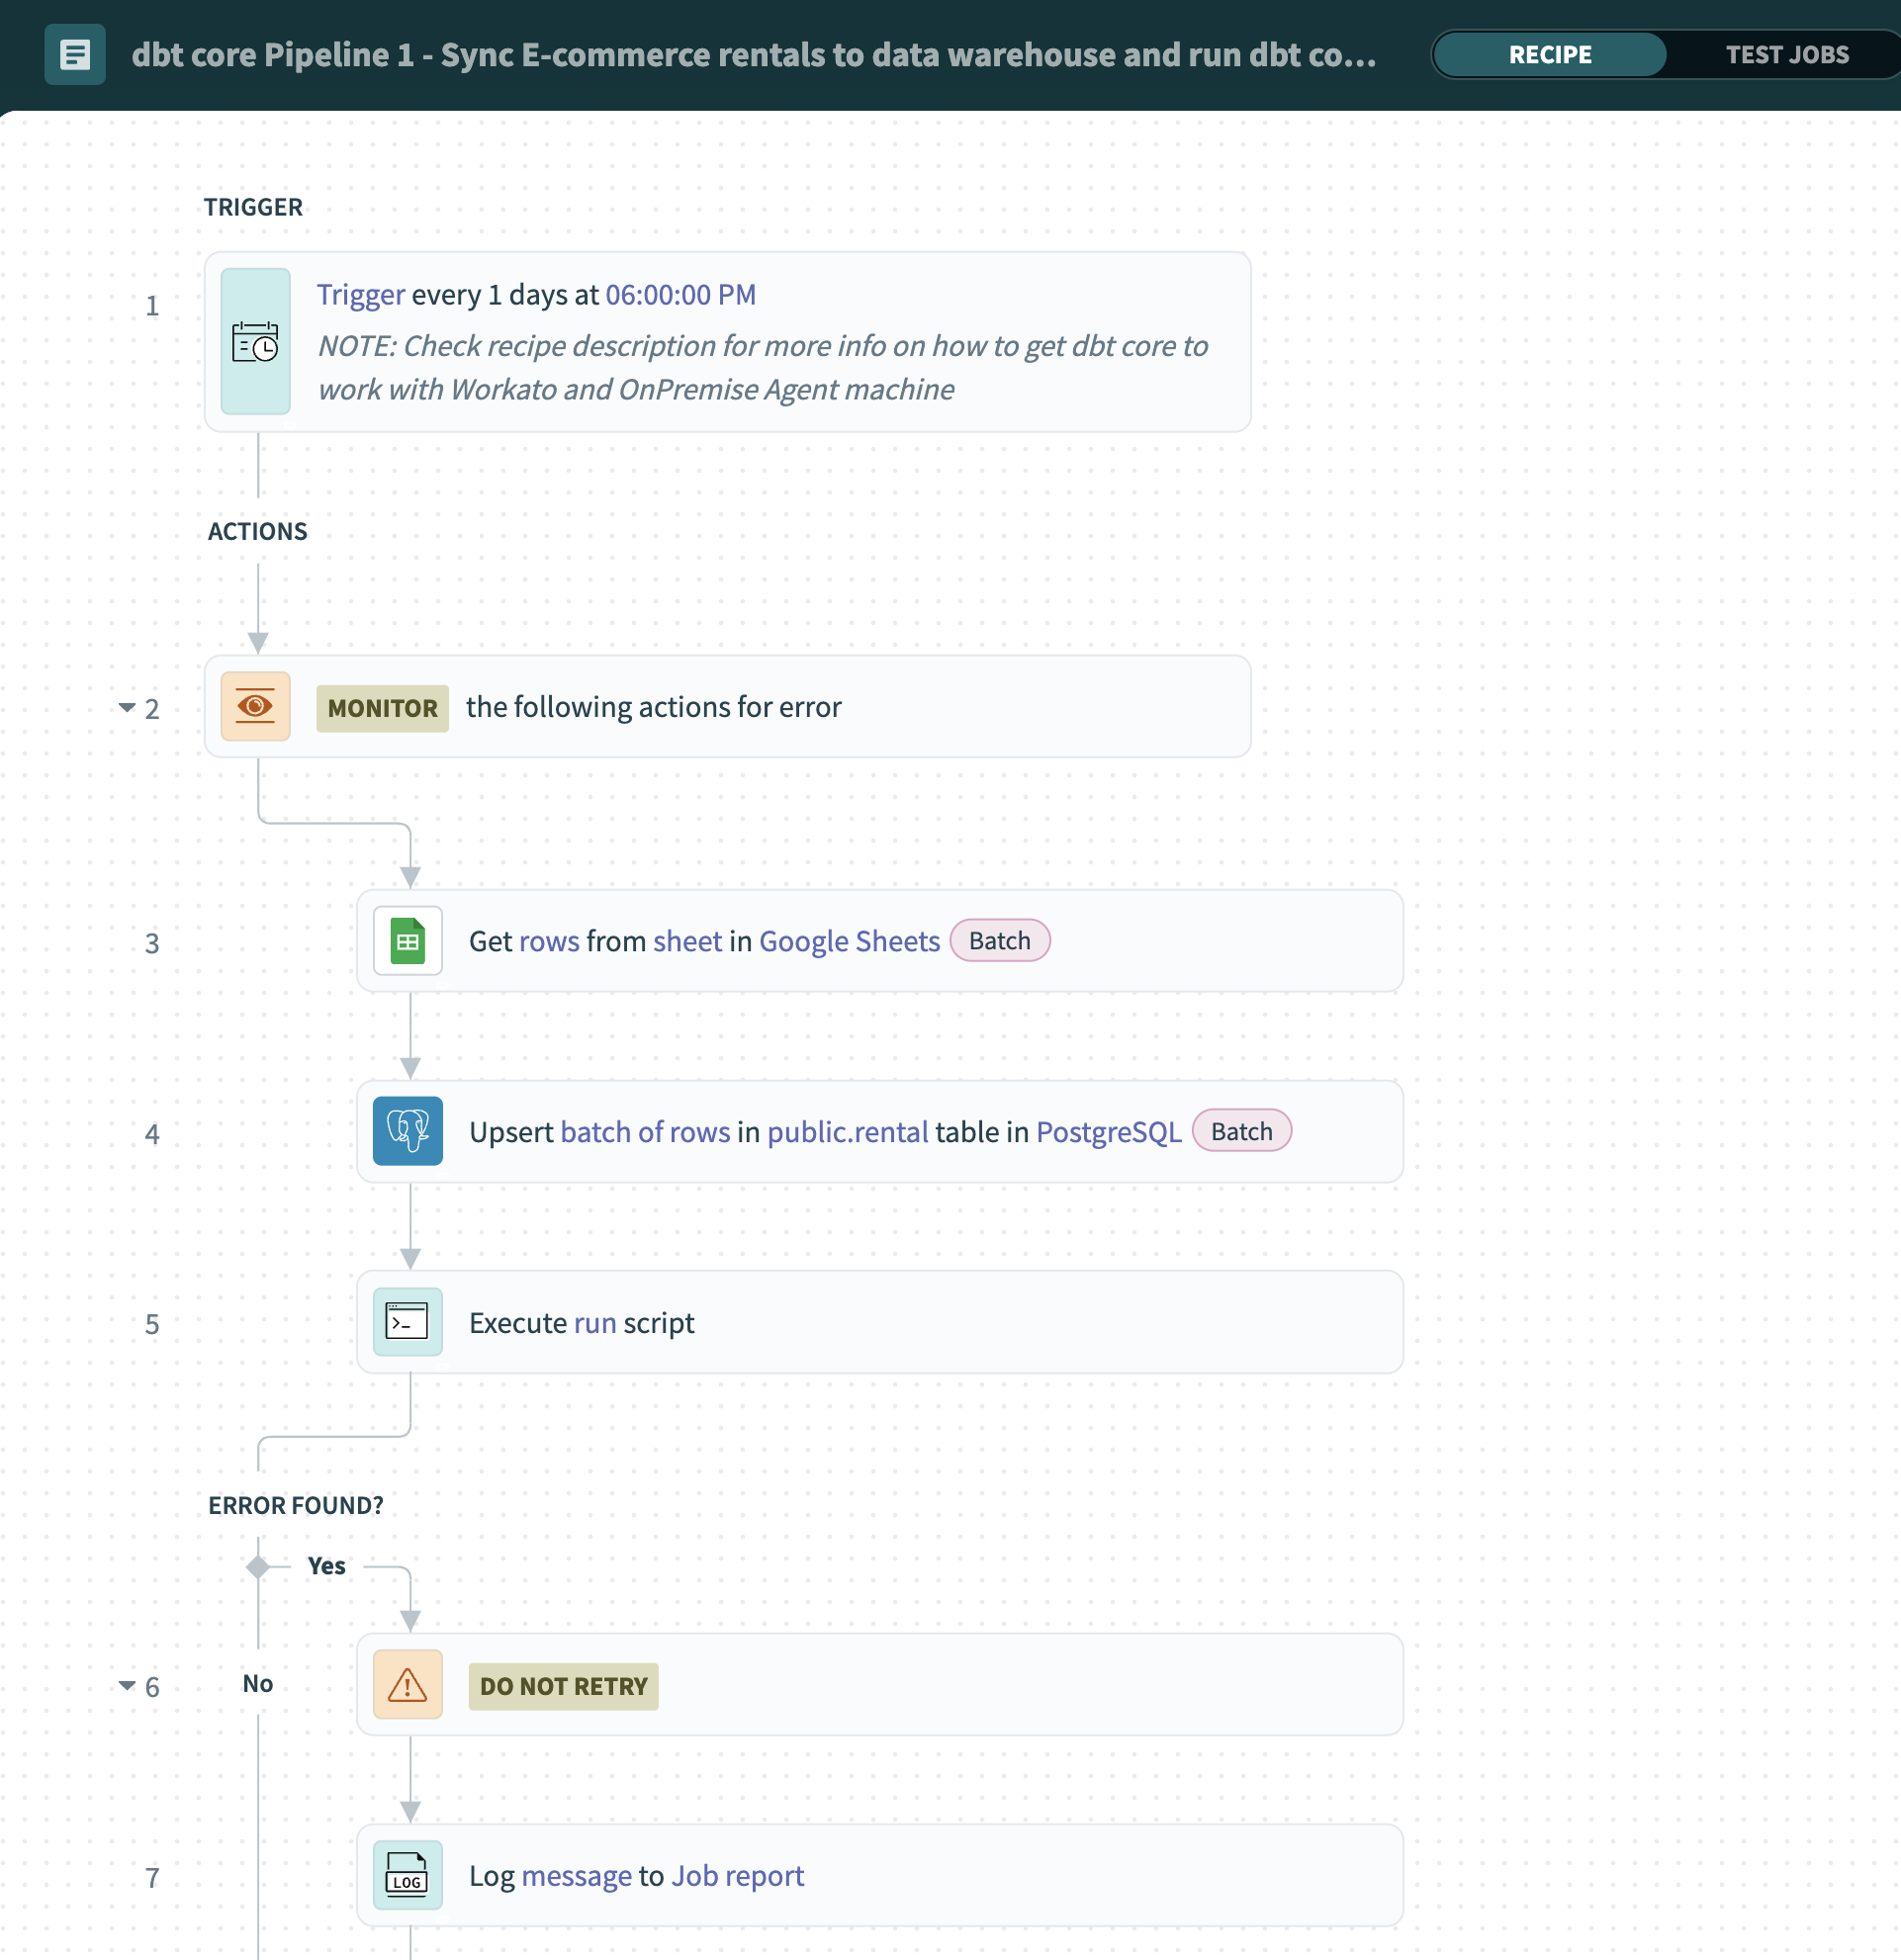 dbt core Pipeline 1 - Sync E-commerce rentals to data warehouse and run dbt co...
RECIPE
TEST JOBS
TRIGGER
1
Trigger every 1 days at 06:00:00 PM
NOTE: Check recipe description for more info on how to get dbt core to
work with Workato and OnPremise Agent machine
ACTIONS
2
MONITOR the following actions for error
3
Get rows from sheet in Google Sheets Batch
4
Upsert batch of rows in public.rental table in PostgreSQL Batch
5
Execute run script
ERROR FOUND?
Yes
6
No
DO NOT RETRY
7
LOG
Log message to Job report